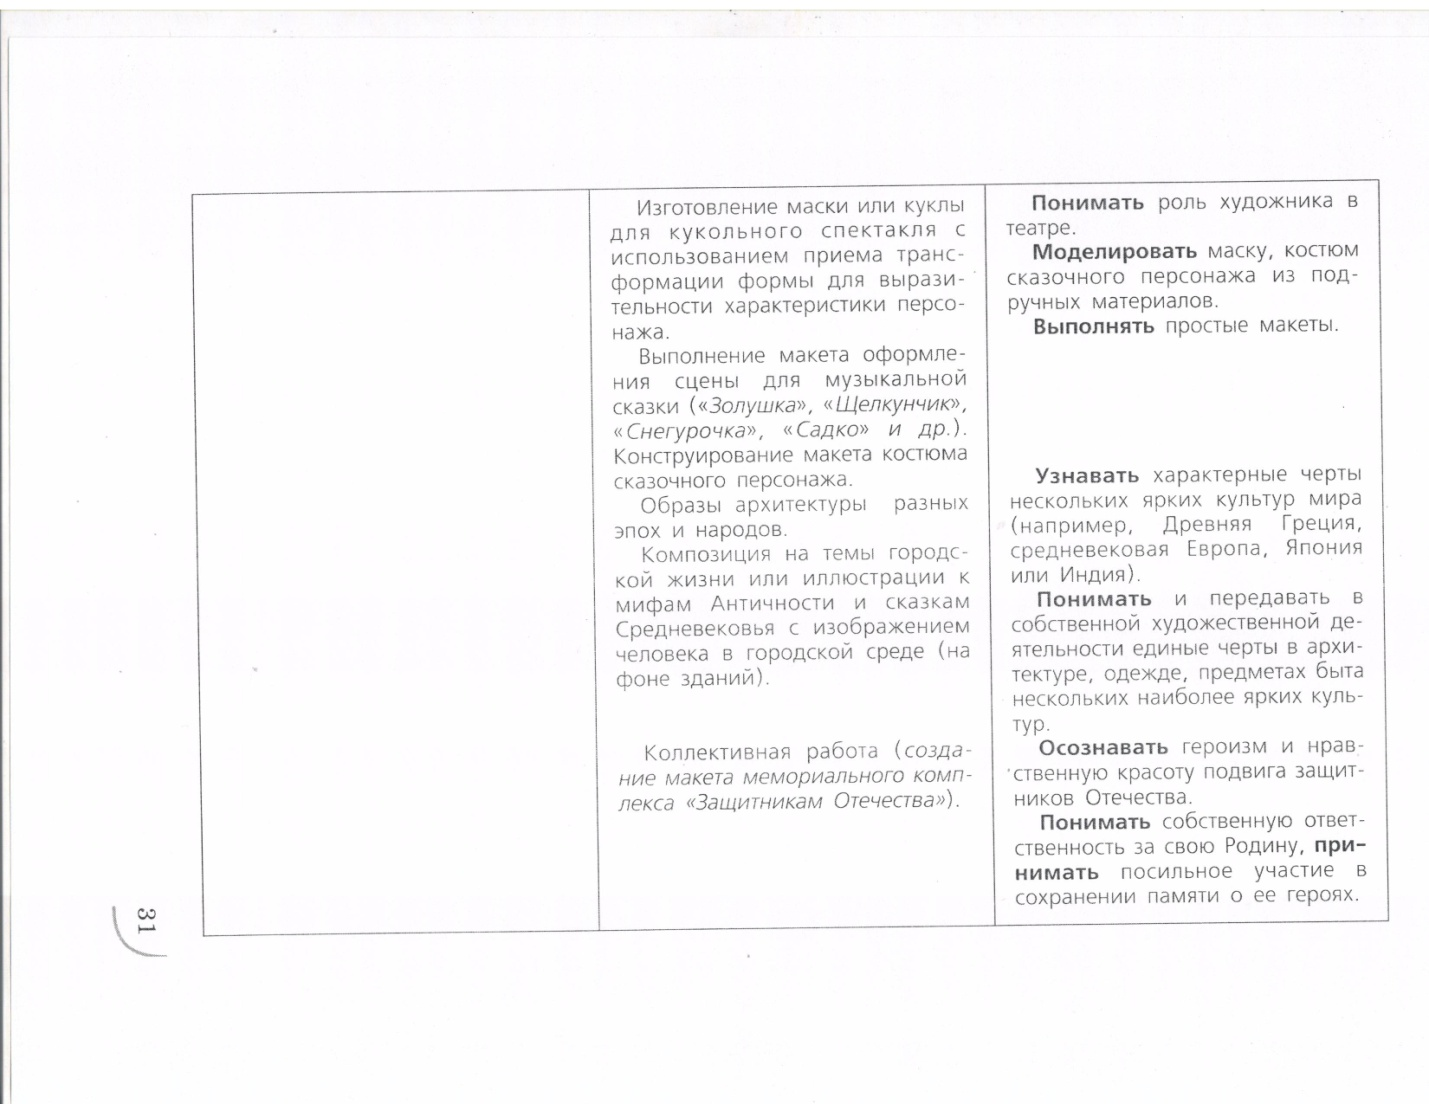 Изготовление маски или куклы
для кукольного спектакля с
использованием приема транс-
формации формы для вырази-
тельности характеристики персо-
нажа.
Выполнение макета оформле-
ния сцены для музыкальной
сказки («Золушка», «Щелкунчик»,
«Снегурочка», «Садко» и др.).
Конструирование макета костюма
сказочного персонажа.
Образы архитектуры разных
эпох и народов.
Композиция на темы городс-
кой жизни или иллюстрации к
мифам Античности и сказкам
Средневековья с изображением
человека в городской среде (на
фоне зданий).
Коллективная работа (созда-
ние макета мемориального комп-
лекса «Защитникам Отечества»).
Понимать роль художника в
театре.
Моделировать маску, костюм
сказочного персонажа из под-
ручных материалов.
Выполнять простые макеты.
Узнавать характерные черты
нескольких ярких культур мира
(например, Древняя Греция,
средневековая Европа, Япония
или Индия).
Понимать и передавать в
собственной художественной де-
ятельности единые черты в архи-
тектуре, одежде, предметах быта
нескольких наиболее ярких куль-
тур.
Осознавать героизм и нрав-
ственную красоту подвига защит-
ников Отечества.
Понимать собственную ответ-
ственность за свою Родину, при-
нимать посильное участие в
сохранении памяти о ее героях.
31